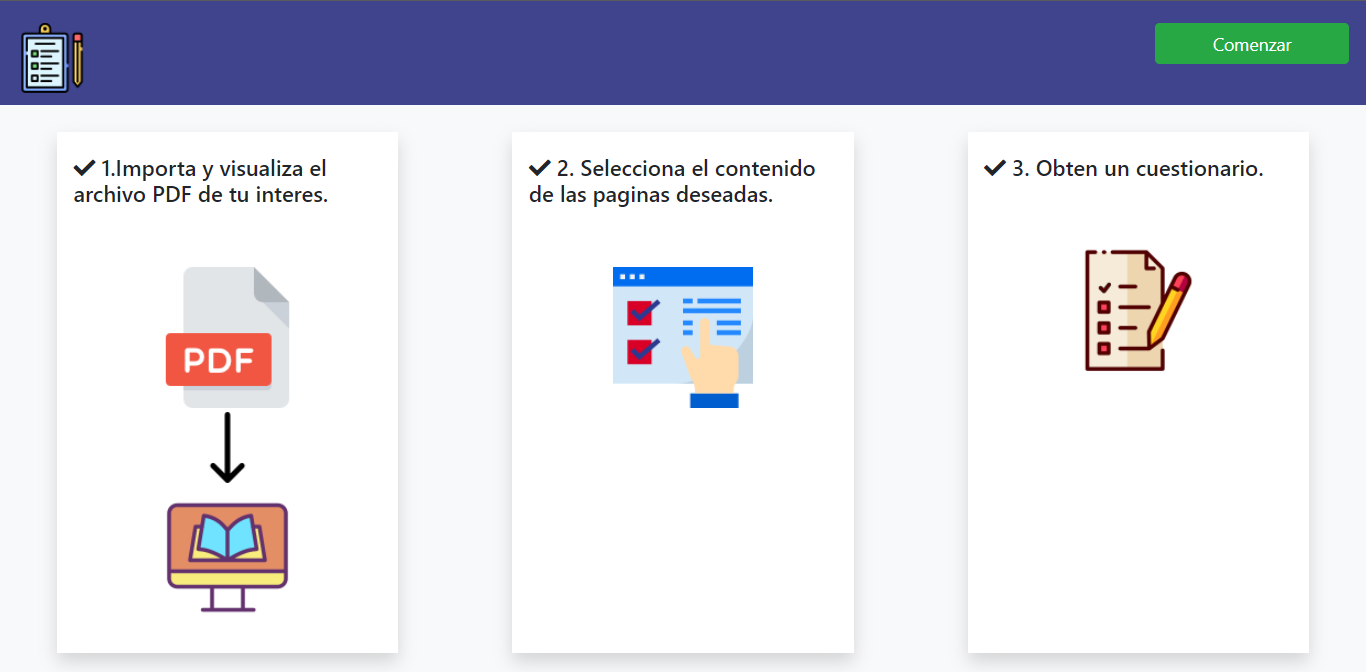 Comenzar
1.Importa y visualiza el
archivo PDF de tu interes.
2. Selecciona el contenido
de las paginas deseadas.
3. Obten un cuestionario.
PDF